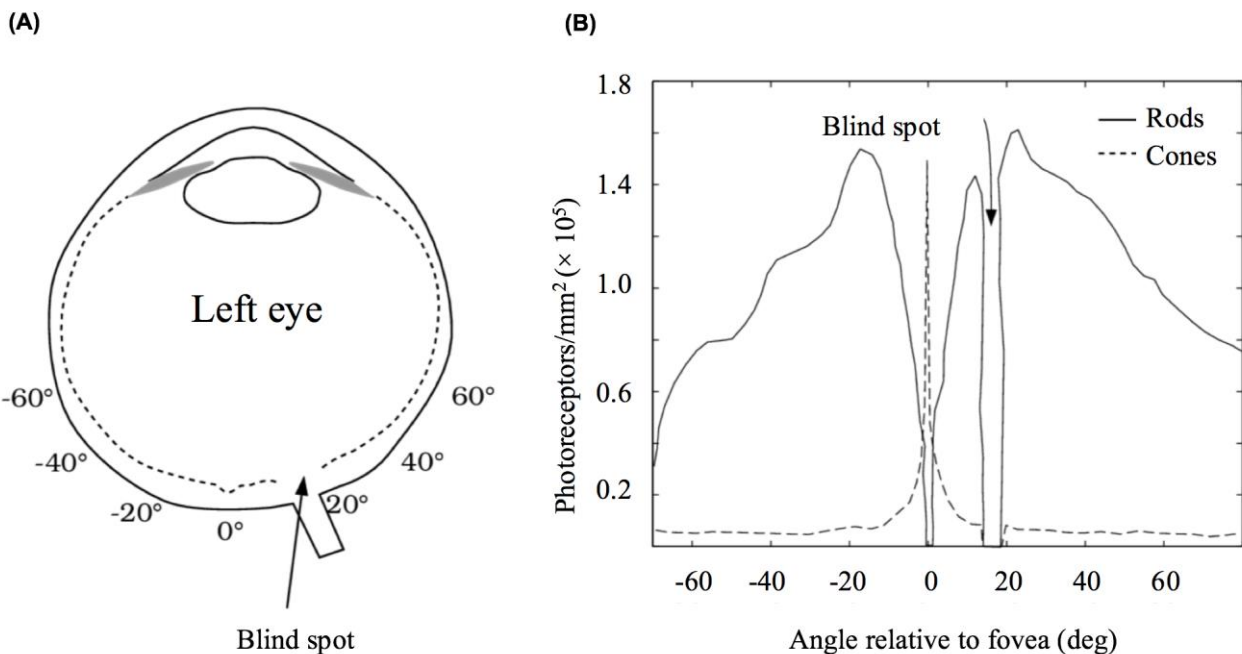 (A)
Left eye
-60°
-40°
-20°
0°
20°
40°
60°
Blind spot
(B)
Photoreceptors/mm² (× 10⁵)
1.8
1.4
1.0
0.6
0.2
Blind spot
Rods
Cones
-60 -40 -20 0 20 40 60
Angle relative to fovea (deg)